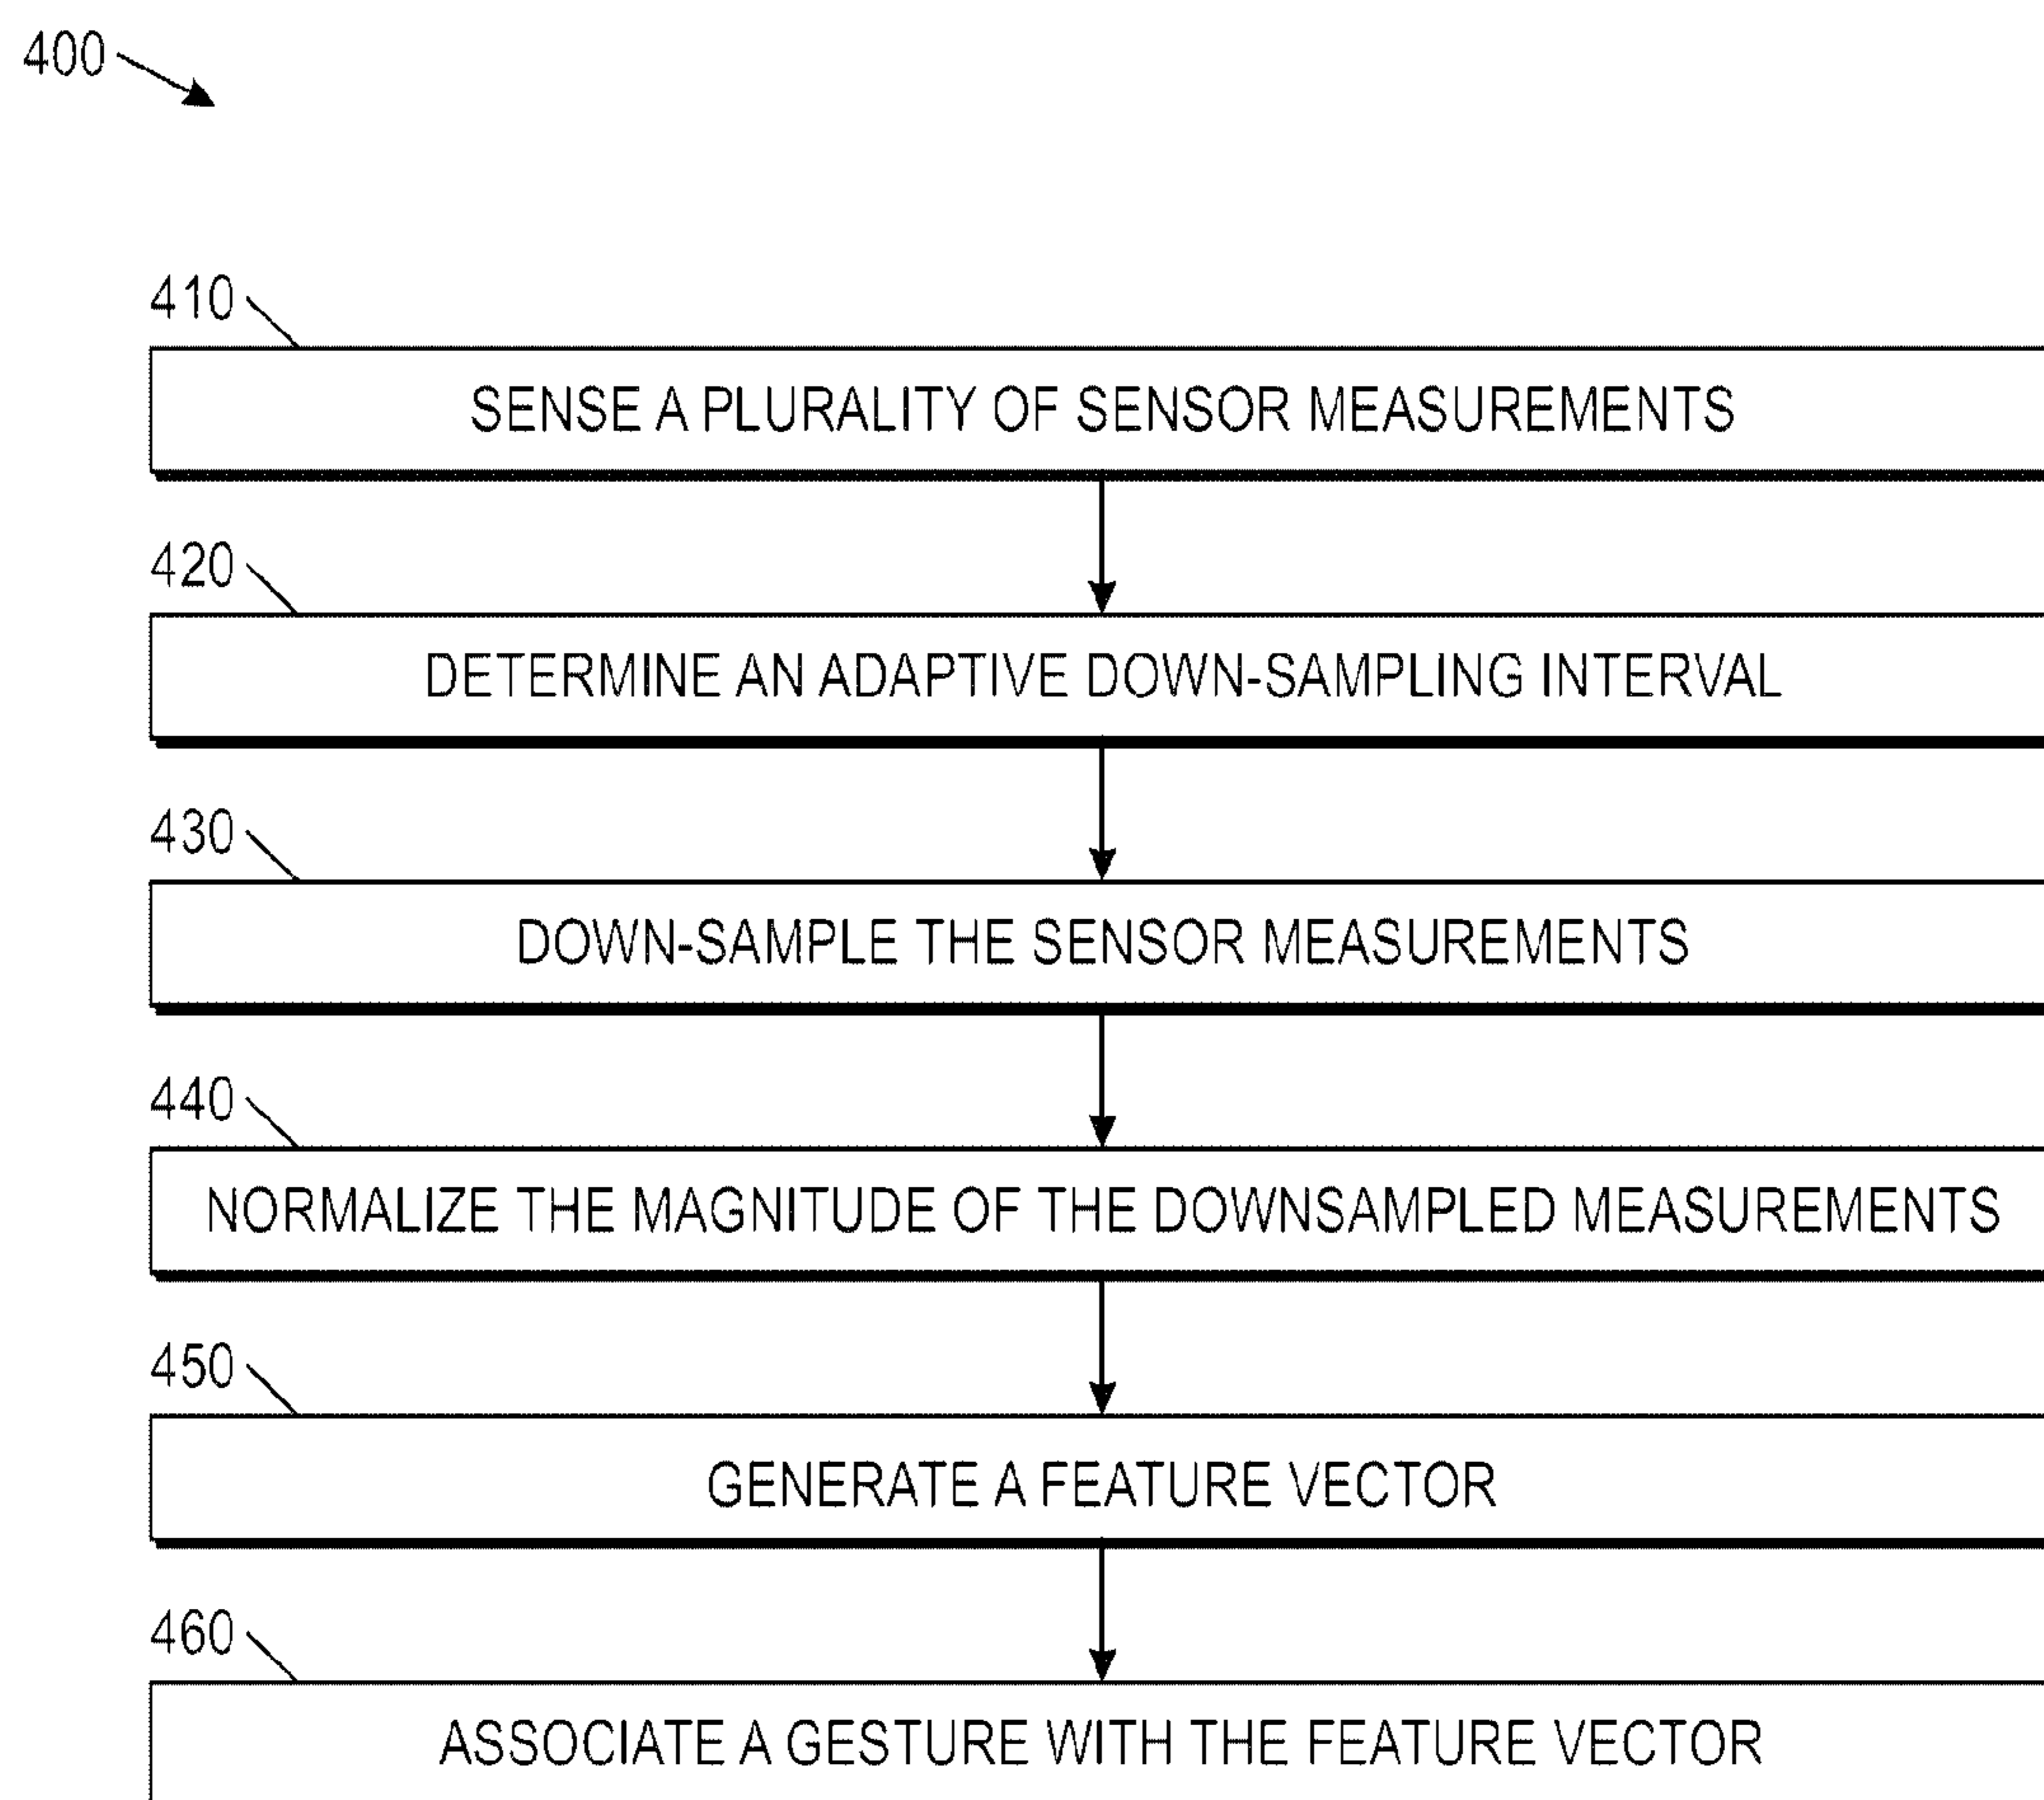 400
410
SENSE A PLURALITY OF SENSOR MEASUREMENTS
420
DETERMINE AN ADAPTIVE DOWN-SAMPLING INTERVAL
430
DOWN-SAMPLE THE SENSOR MEASUREMENTS
440
NORMALIZE THE MAGNITUDE OF THE DOWNSAMPLED MEASUREMENTS
450
GENERATE A FEATURE VECTOR
460
ASSOCIATE A GESTURE WITH THE FEATURE VECTOR